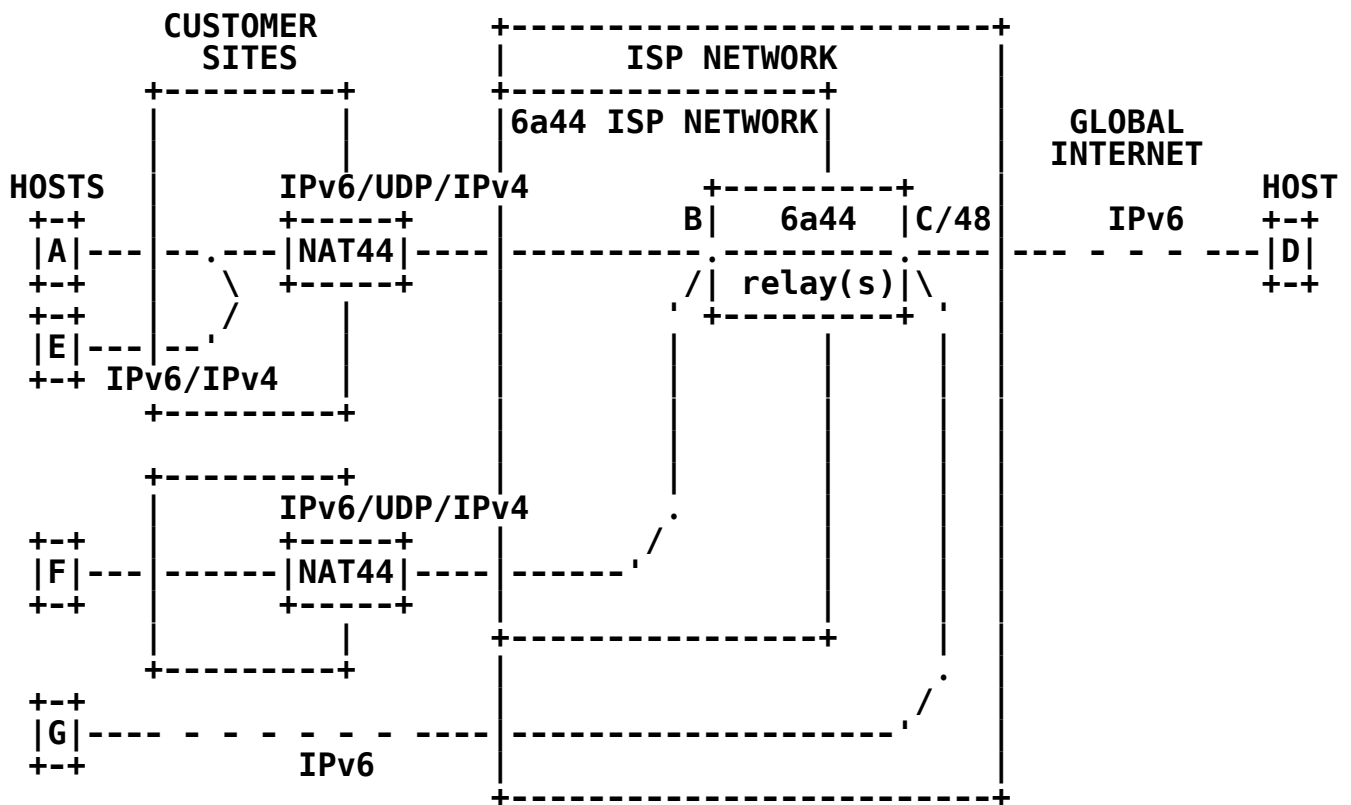 CUSTOMER
SITES
ISP NETWORK
6a44 ISP NETWORK
GLOBAL
INTERNET
HOSTS
IPv6/UDP/IPv4
HOST
B
6a44
C/48
IPv6
A
NAT44
D
relay(s)
E
IPv6/IPv4
IPv6/UDP/IPv4
F
NAT44
G
IPv6